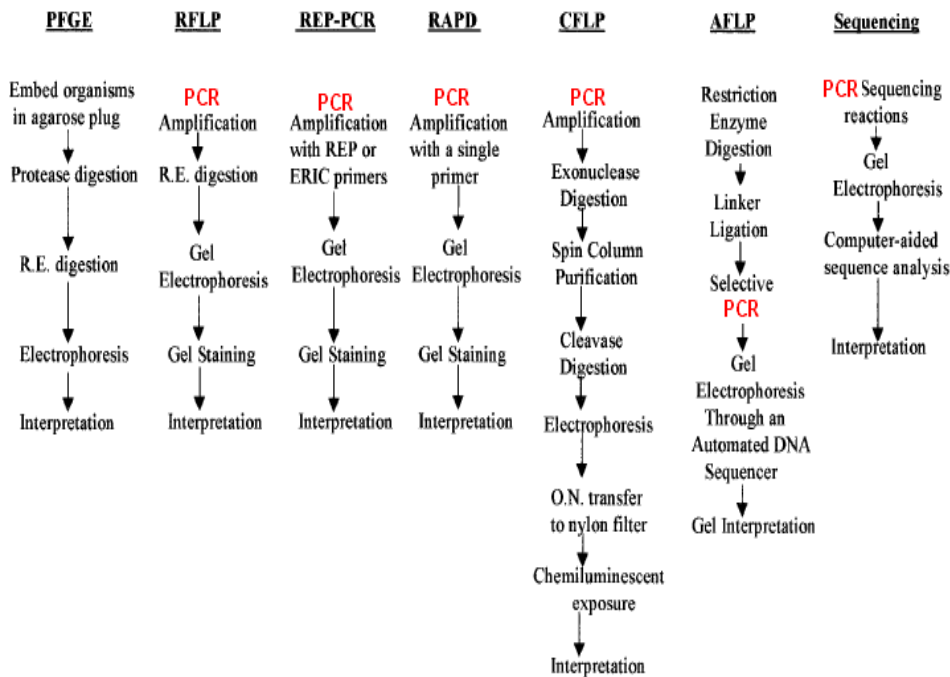 PFGE
Embed organisms
in agarose plug
Protease digestion
R.E. digestion
Electrophoresis
Interpretation
RFLP
PCR
Amplification
R.E. digestion
Gel
Electrophoresis
Gel Staining
Interpretation
REP-PCR
PCR
Amplification
with REP or
ERIC primers
Gel
Electrophoresis
Gel Staining
Interpretation
RAPD
PCR
Amplification
with a single
primer
Gel
Electrophoresis
Gel Staining
Interpretation
CFLP
PCR
Amplification
Exonuclease
Digestion
Spin Column
Purification
Cleavase
Digestion
Electrophoresis
O.N. transfer
to nylon filter
Chemiluminescent
exposure
Interpretation
AFLP
Restriction
Enzyme
Digestion
Linker
Ligation
Selective
PCR
Gel
Electrophoresis
Through an
Automated DNA
Sequencer
Gel Interpretation
Sequencing
PCR Sequencing
reactions
Gel
Electrophoresis
Computer-aided
sequence analysis
Interpretation